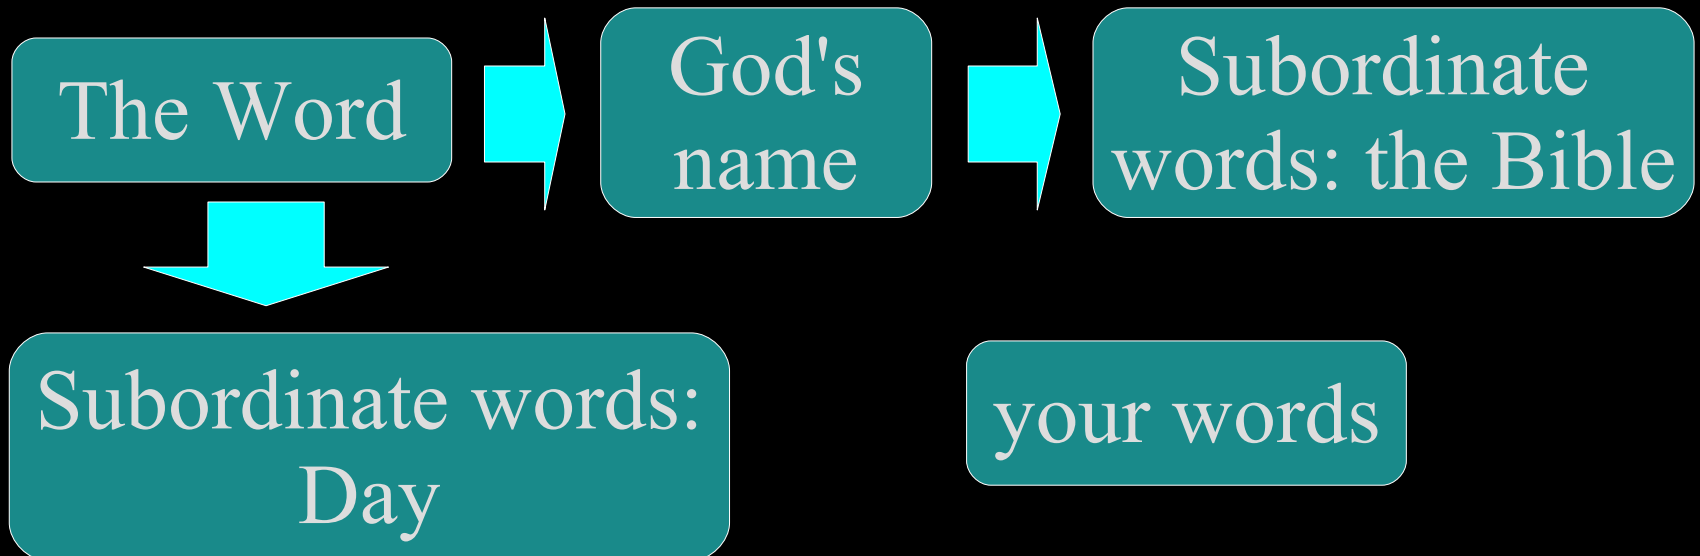 The Word
God's
name
Subordinate
words: the Bible
Subordinate words:
Day
your words